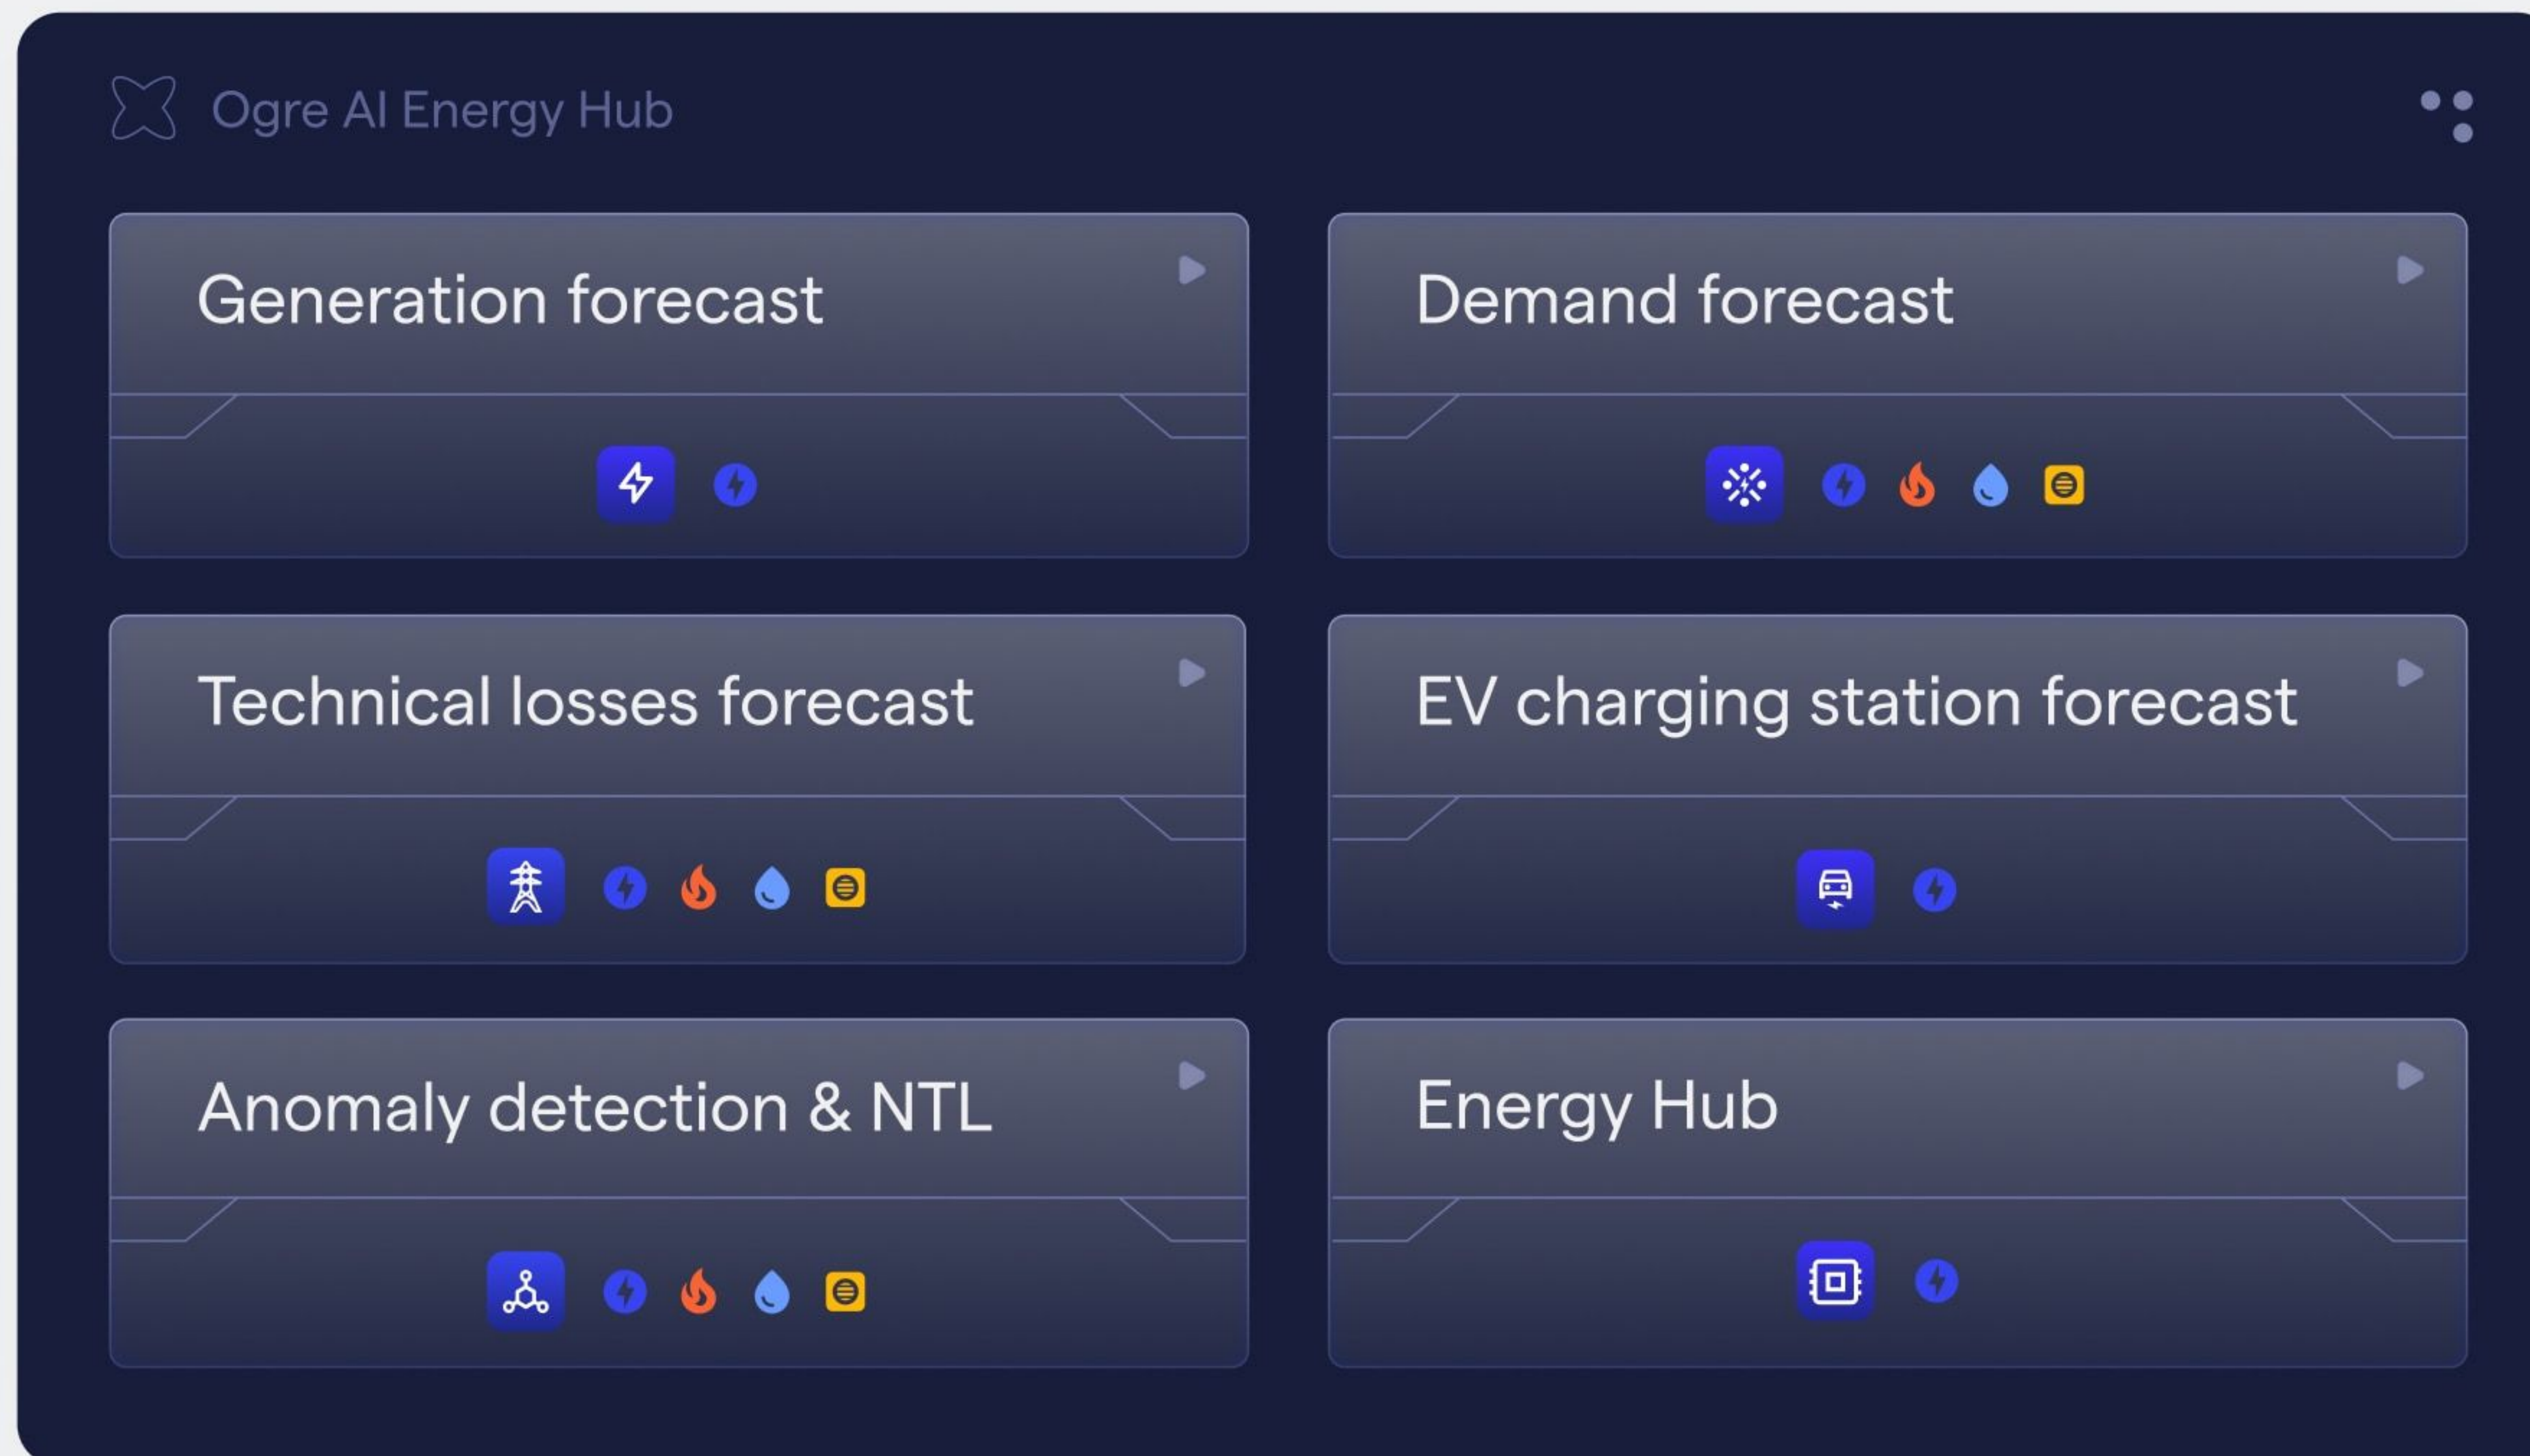 Ogre AI Energy Hub
Generation forecast
Demand forecast
Technical losses forecast
EV charging station forecast
Anomaly detection & NTL
Energy Hub